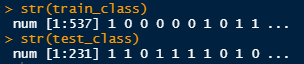 > str(train_class)
 num [1:537] 1 0 0 0 0 0 1 0 1 1 ...
> str(test_class)
 num [1:231] 1 1 0 1 1 1 1 0 1 0 ...